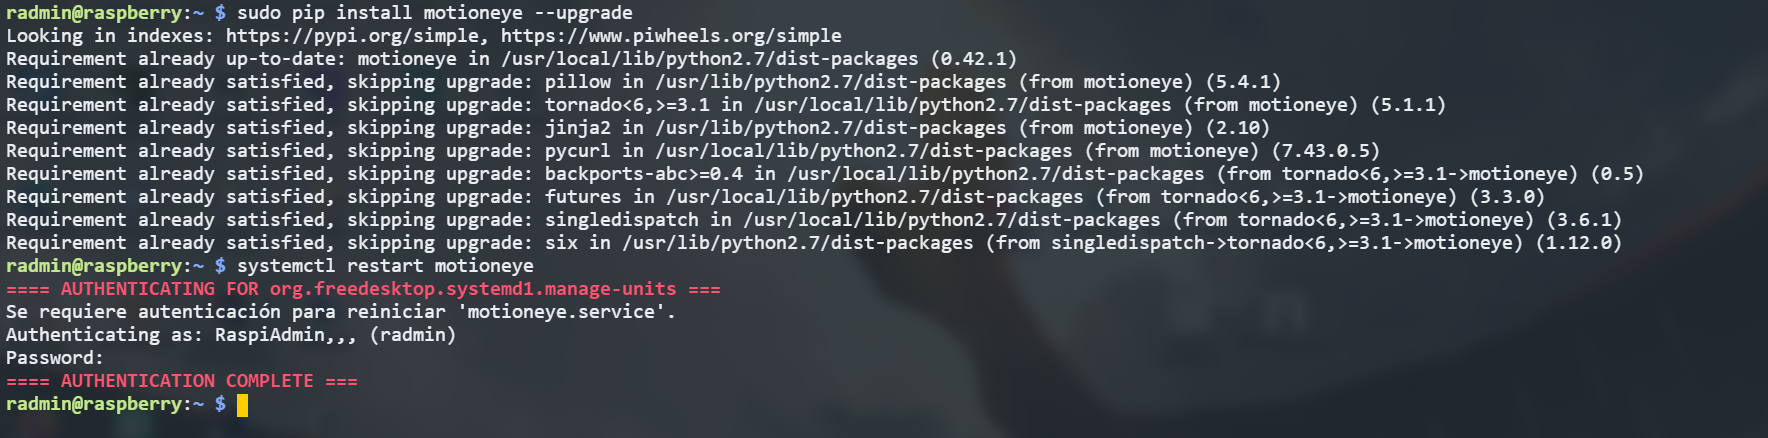 radmin@raspberry:~ $ sudo pip install motioneye --upgrade
Looking in indexes: https://pypi.org/simple, https://www.piwheels.org/simple
Requirement already up-to-date: motioneye in /usr/local/lib/python2.7/dist-packages (0.42.1)
Requirement already satisfied, skipping upgrade: pillow in /usr/lib/python2.7/dist-packages (from motioneye) (5.4.1)
Requirement already satisfied, skipping upgrade: tornado<6,>=3.1 in /usr/local/lib/python2.7/dist-packages (from motioneye) (5.1.1)
Requirement already satisfied, skipping upgrade: jinja2 in /usr/lib/python2.7/dist-packages (from motioneye) (2.10)
Requirement already satisfied, skipping upgrade: pycurl in /usr/local/lib/python2.7/dist-packages (from motioneye) (7.43.0.5)
Requirement already satisfied, skipping upgrade: backports-abc>=0.4 in /usr/local/lib/python2.7/dist-packages (from tornado<6,>=3.1->motioneye) (0.5)
Requirement already satisfied, skipping upgrade: futures in /usr/local/lib/python2.7/dist-packages (from tornado<6,>=3.1->motioneye) (3.3.0)
Requirement already satisfied, skipping upgrade: singledispatch in /usr/local/lib/python2.7/dist-packages (from tornado<6,>=3.1->motioneye) (3.6.1)
Requirement already satisfied, skipping upgrade: six in /usr/lib/python2.7/dist-packages (from singledispatch->tornado<6,>=3.1->motioneye) (1.12.0)
radmin@raspberry:~ $ systemctl restart motioneye
==== AUTHENTICATING FOR org.freedesktop.systemd1.manage-units ===
Se requiere autenticación para reiniciar 'motioneye.service'.
Authenticating as: RaspiAdmin,,, (radmin)
Password:
==== AUTHENTICATION COMPLETE ===
radmin@raspberry:~ $